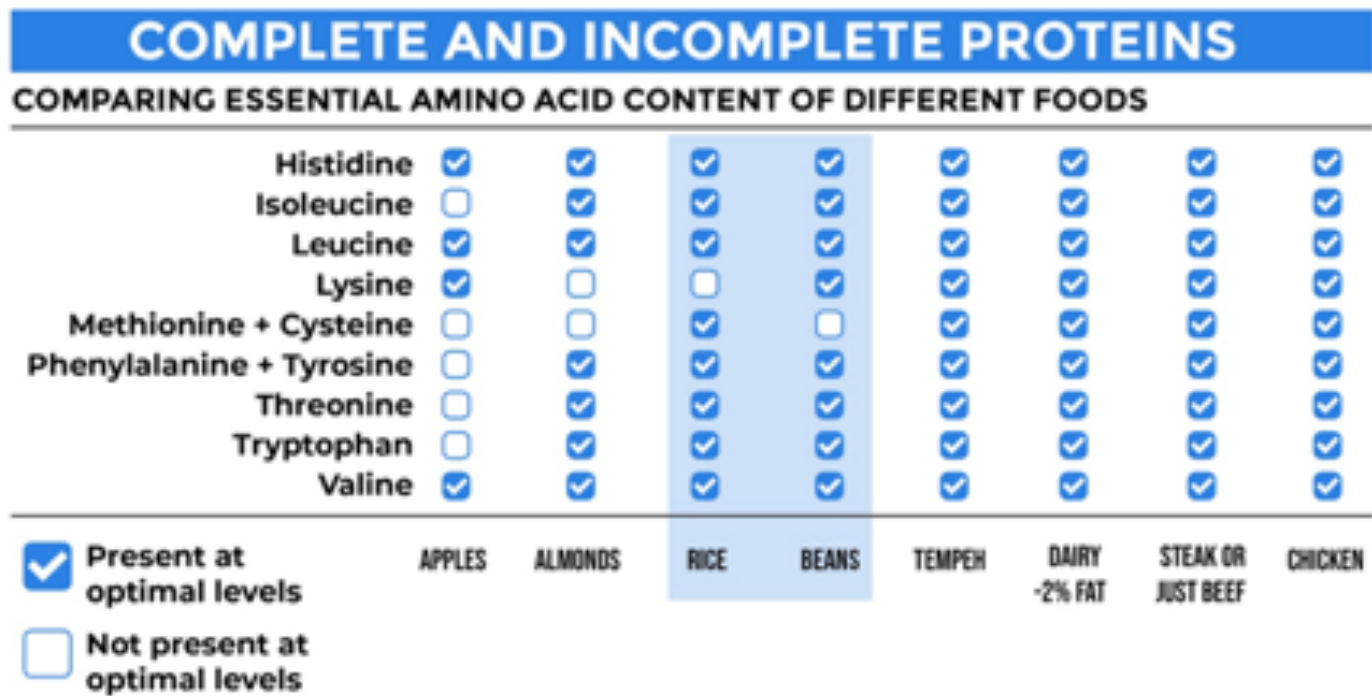 COMPLETE AND INCOMPLETE PROTEINS
COMPARING ESSENTIAL AMINO ACID CONTENT OF DIFFERENT FOODS
Histidine
Isoleucine
Leucine
Lysine
Methionine + Cysteine
Phenylalanine + Tyrosine
Threonine
Tryptophan
Valine
APPLES ALMONDS RICE BEANS TEMPEH DAIRY STEAK OR CHICKEN
-2% FAT JUST BEEF
Present at
optimal levels
Not present at
optimal levels